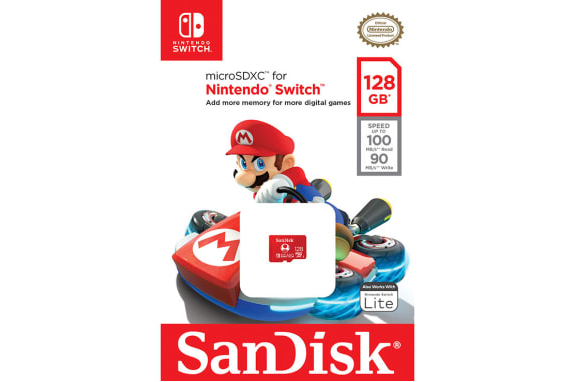 NINTENDO
SWITCH™
Official
Nintendo
Licensed Product
microSDXC™ for
Nintendo® Switch™
Add more memory for more digital games
128
GB*
SPEED
UP TO
100
MB/s** Read
90
MB/s** Write
M
M
SanDisk
128
Also Works With
Nintendo Switch
Lite
SanDisk®